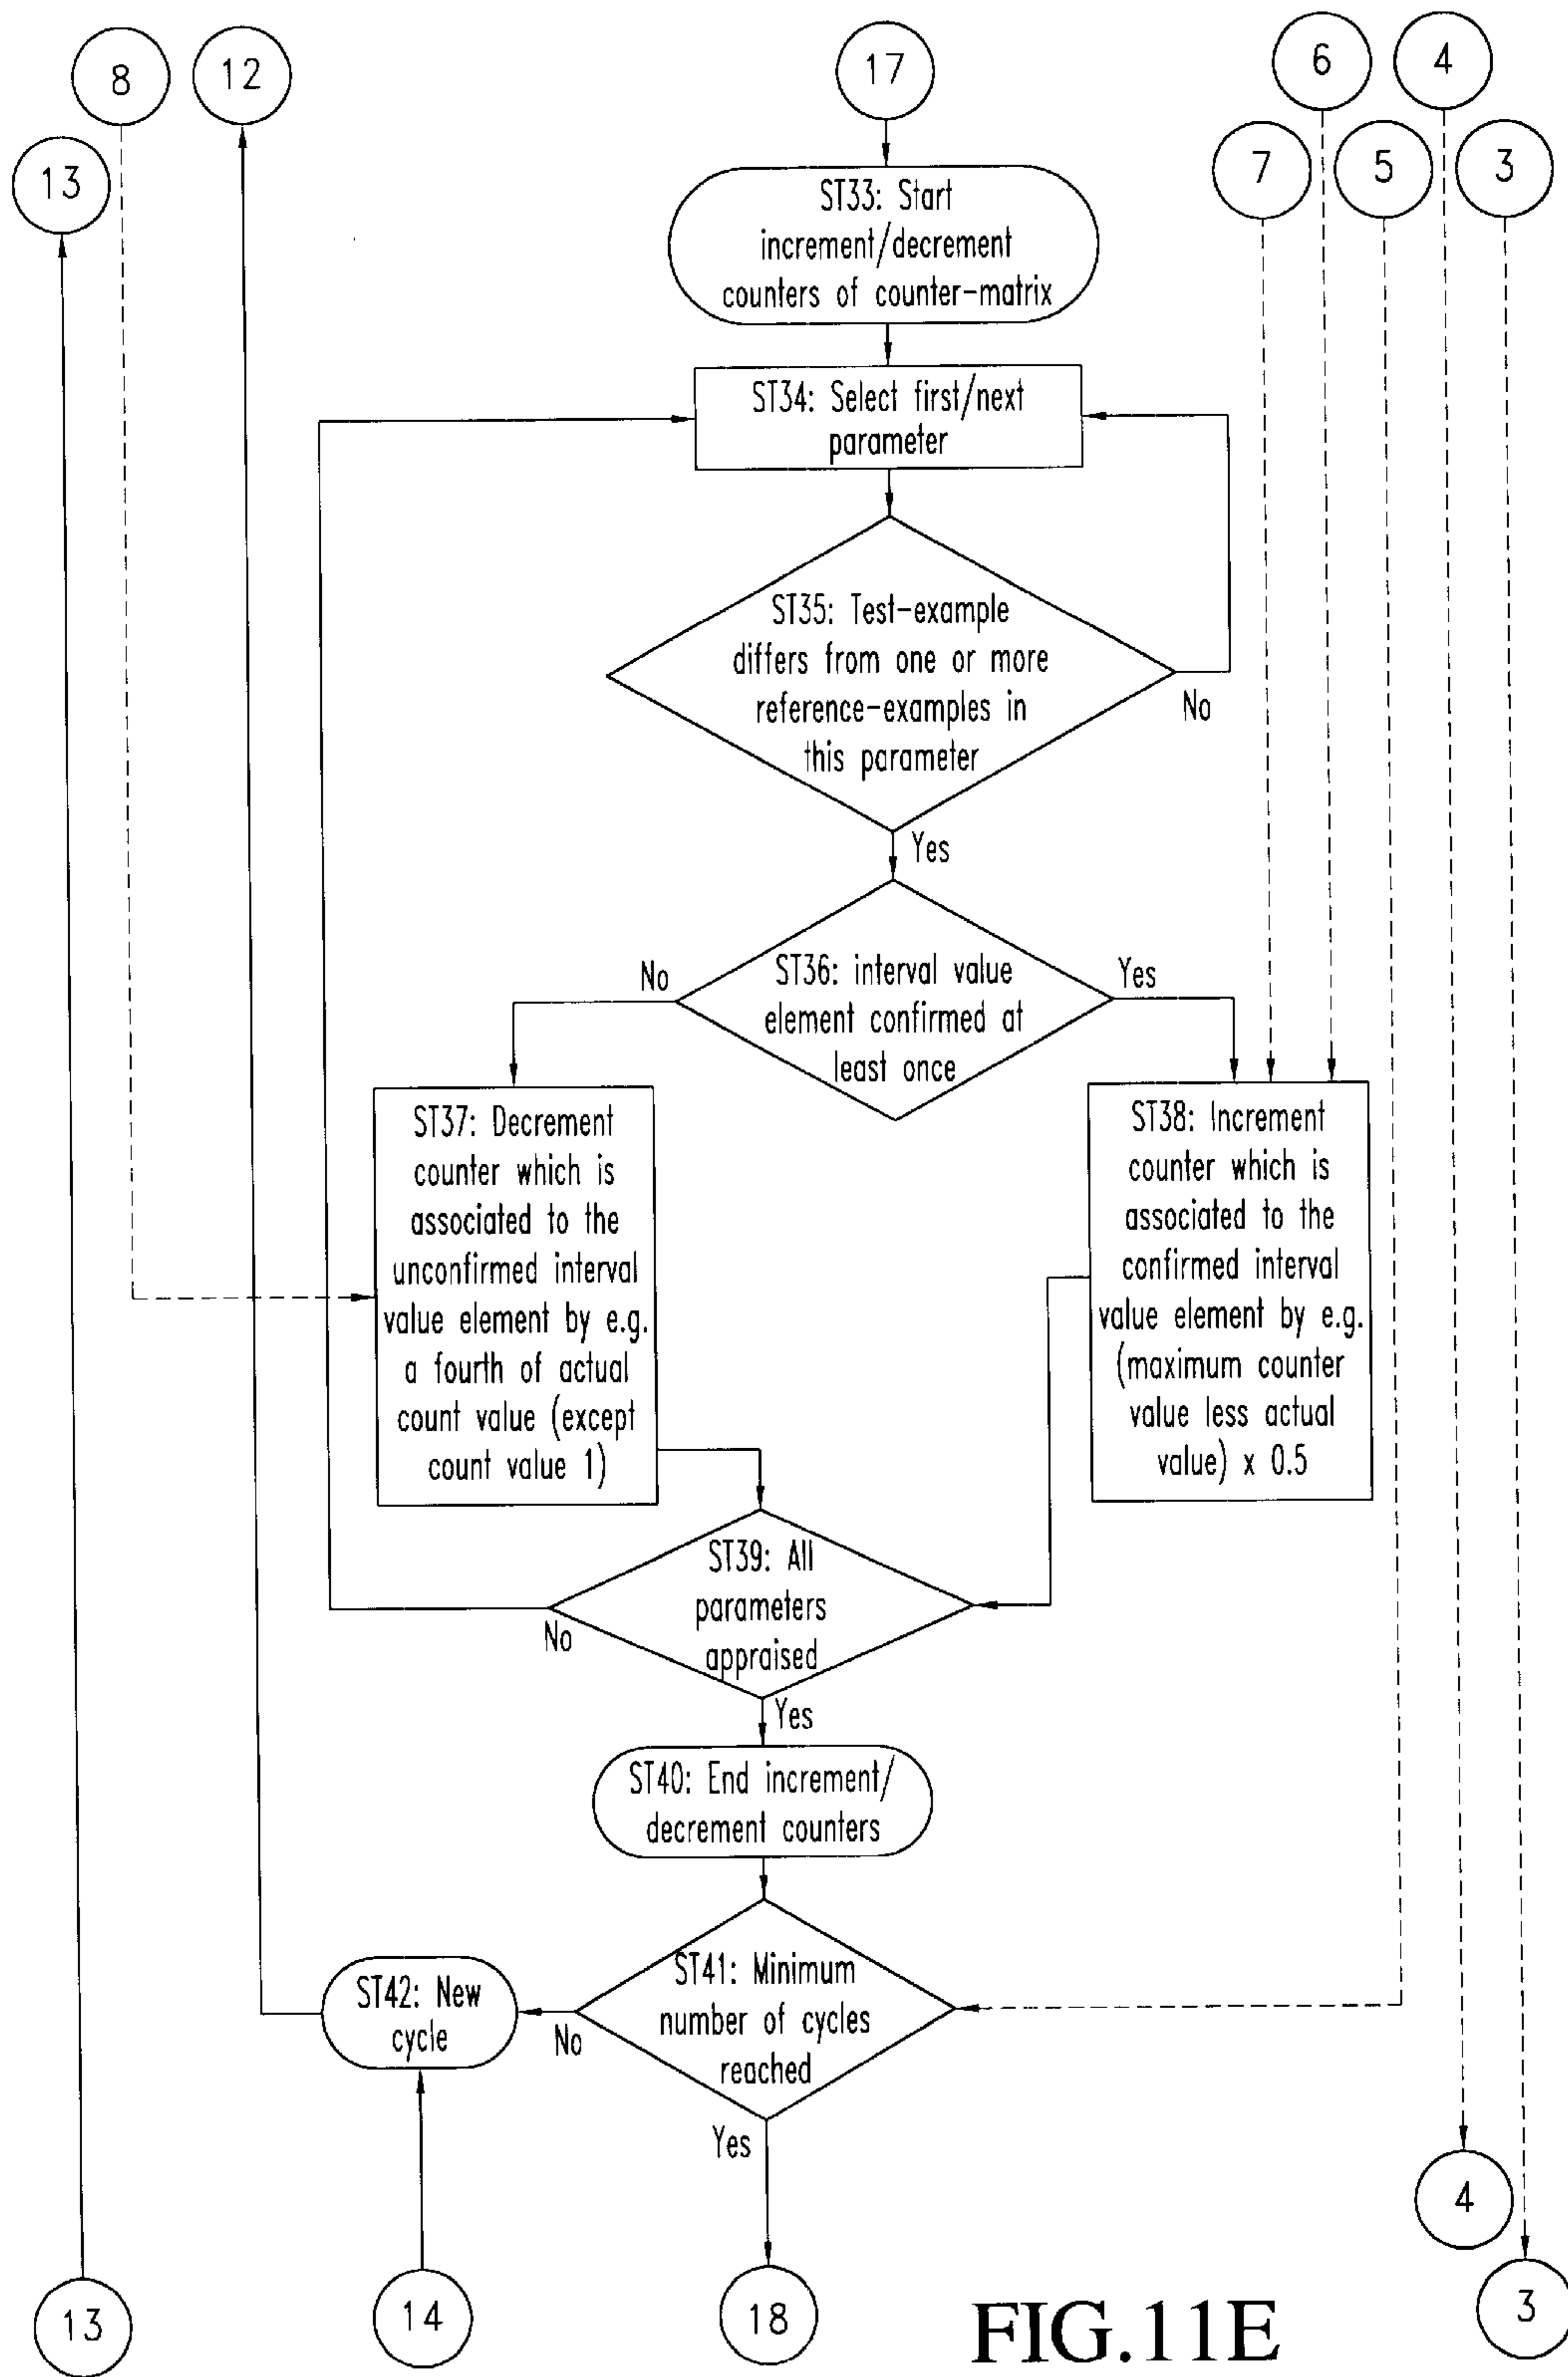 8
12
17
6
4
13
7
5
3
ST33: Start
increment/decrement
counters of counter-matrix
ST34: Select first/next
parameter
ST35: Test-example
differs from one or more
reference-examples in
this parameter
No
Yes
ST36: interval value
element confirmed at
least once
No
Yes
ST37: Decrement
counter which is
associated to the
unconfirmed interval
value element by e.g.
a fourth of actual
count value (except
count value 1)
ST38: Increment
counter which is
associated to the
confirmed interval
value element by e.g.
(maximum counter
value less actual
value) x 0.5
ST39: All
parameters
appraised
No
Yes
ST40: End increment/
decrement counters
ST41: Minimum
number of cycles
reached
No
Yes
ST42: New
cycle
4
13
14
18
3
FIG.11E